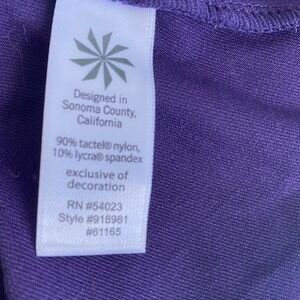 Designed in
Sonoma County,
California
90% tactel® nylon,
10% lycra® spandex
exclusive of
decoration
RN #54023
Style #918981
#61165